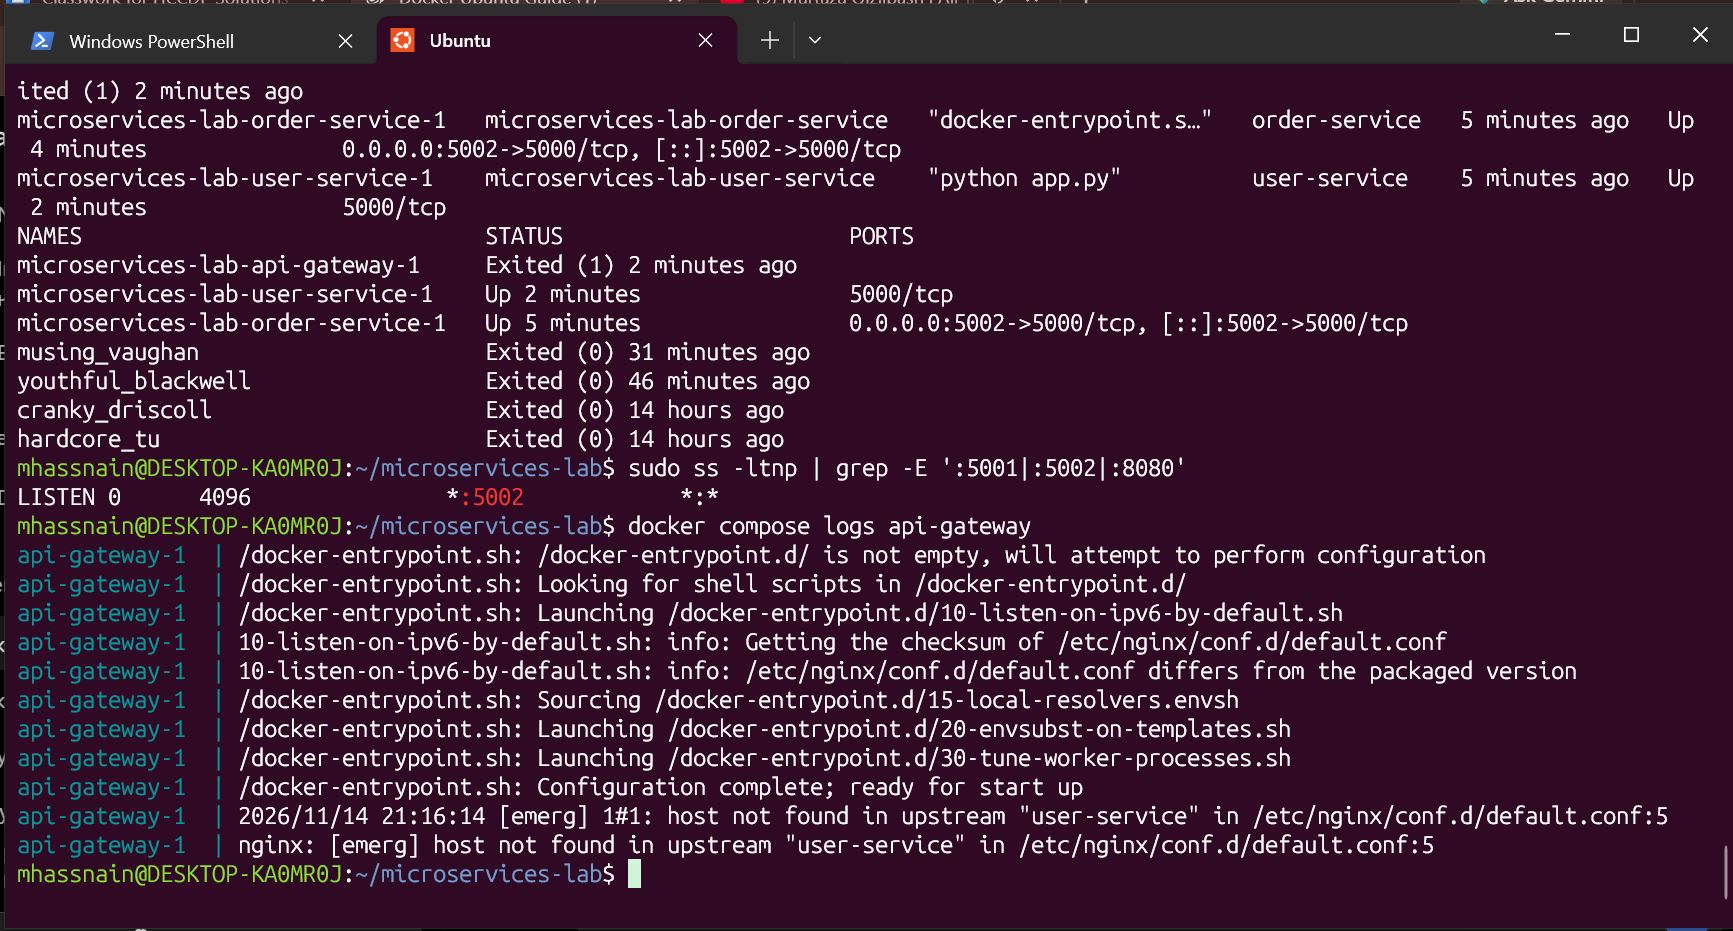 Windows PowerShell
Ubuntu
ited (1) 2 minutes ago
microservices-lab-order-service-1   microservices-lab-order-service   "docker-entrypoint.s…"   order-service   5 minutes ago   Up
 4 minutes               0.0.0.0:5002->5000/tcp, [::]:5002->5000/tcp
microservices-lab-user-service-1    microservices-lab-user-service    "python app.py"          user-service    5 minutes ago   Up
 2 minutes               5000/tcp
NAMES                               STATUS                      PORTS
microservices-lab-api-gateway-1     Exited (1) 2 minutes ago
microservices-lab-user-service-1    Up 2 minutes                5000/tcp
microservices-lab-order-service-1   Up 5 minutes                0.0.0.0:5002->5000/tcp, [::]:5002->5000/tcp
musing_vaughan                      Exited (0) 31 minutes ago
youthful_blackwell                  Exited (0) 46 minutes ago
cranky_driscoll                     Exited (0) 14 hours ago
hardcore_tu                         Exited (0) 14 hours ago
mhassnain@DESKTOP-KA0MR0J:~/microservices-lab$ sudo ss -ltnp | grep -E ':5001|:5002|:8080'
LISTEN 0      4096               *:5002            *:*
mhassnain@DESKTOP-KA0MR0J:~/microservices-lab$ docker compose logs api-gateway
api-gateway-1  | /docker-entrypoint.sh: /docker-entrypoint.d/ is not empty, will attempt to perform configuration
api-gateway-1  | /docker-entrypoint.sh: Looking for shell scripts in /docker-entrypoint.d/
api-gateway-1  | /docker-entrypoint.sh: Launching /docker-entrypoint.d/10-listen-on-ipv6-by-default.sh
api-gateway-1  | 10-listen-on-ipv6-by-default.sh: info: Getting the checksum of /etc/nginx/conf.d/default.conf
api-gateway-1  | 10-listen-on-ipv6-by-default.sh: info: /etc/nginx/conf.d/default.conf differs from the packaged version
api-gateway-1  | /docker-entrypoint.sh: Sourcing /docker-entrypoint.d/15-local-resolvers.envsh
api-gateway-1  | /docker-entrypoint.sh: Launching /docker-entrypoint.d/20-envsubst-on-templates.sh
api-gateway-1  | /docker-entrypoint.sh: Launching /docker-entrypoint.d/30-tune-worker-processes.sh
api-gateway-1  | /docker-entrypoint.sh: Configuration complete; ready for start up
api-gateway-1  | 2026/11/14 21:16:14 [emerg] 1#1: host not found in upstream "user-service" in /etc/nginx/conf.d/default.conf:5
api-gateway-1  | nginx: [emerg] host not found in upstream "user-service" in /etc/nginx/conf.d/default.conf:5
mhassnain@DESKTOP-KA0MR0J:~/microservices-lab$